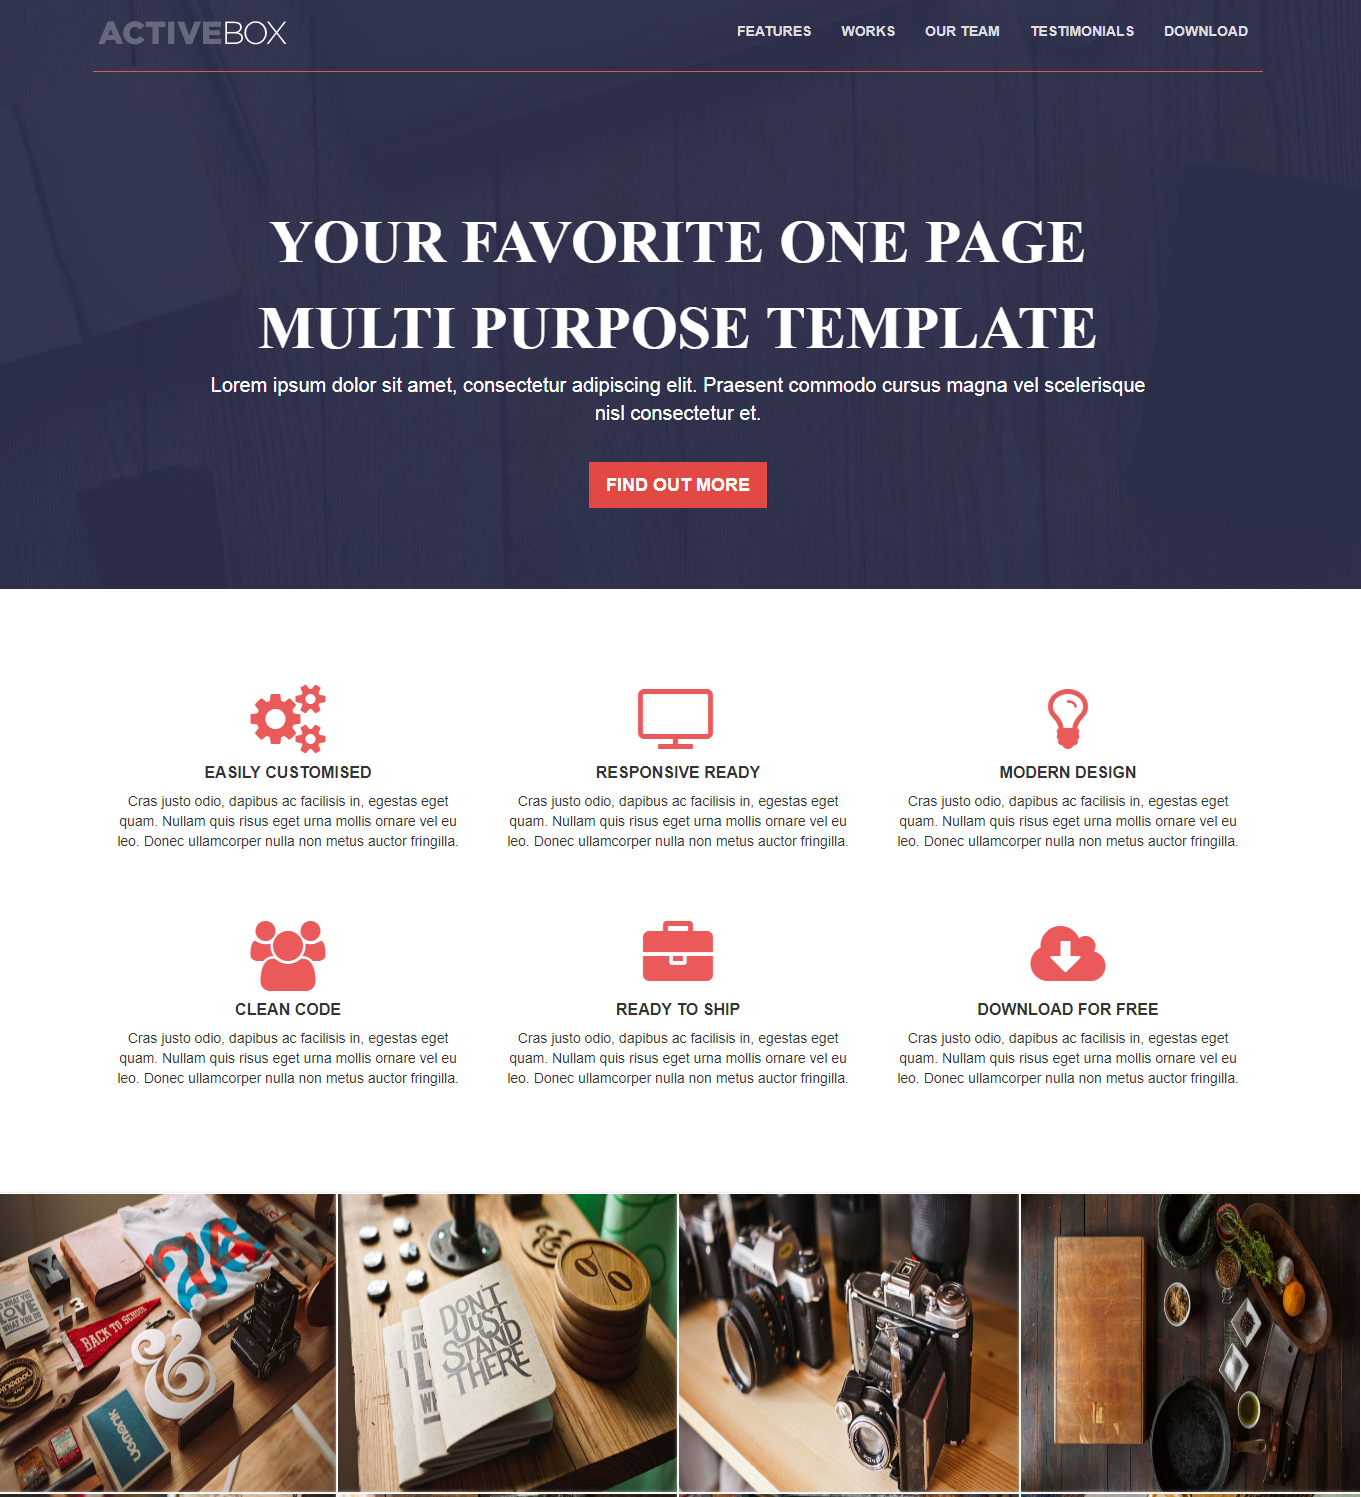 ACTIVEBOX
FEATURES WORKS OUR TEAM TESTIMONIALS DOWNLOAD
YOUR FAVORITE ONE PAGE
MULTI PURPOSE TEMPLATE
Lorem ipsum dolor sit amet, consectetur adipiscing elit. Praesent commodo cursus magna vel scelerisque
nisl consectetur et.
FIND OUT MORE
EASILY CUSTOMISED
Cras justo odio, dapibus ac facilisis in, egestas eget
quam. Nullam quis risus eget urna mollis ornare vel eu
leo. Donec ullamcorper nulla non metus auctor fringilla.
RESPONSIVE READY
Cras justo odio, dapibus ac facilisis in, egestas eget
quam. Nullam quis risus eget urna mollis ornare vel eu
leo. Donec ullamcorper nulla non metus auctor fringilla.
MODERN DESIGN
Cras justo odio, dapibus ac facilisis in, egestas eget
quam. Nullam quis risus eget urna mollis ornare vel eu
leo. Donec ullamcorper nulla non metus auctor fringilla.
CLEAN CODE
Cras justo odio, dapibus ac facilisis in, egestas eget
quam. Nullam quis risus eget urna mollis ornare vel eu
leo. Donec ullamcorper nulla non metus auctor fringilla.
READY TO SHIP
Cras justo odio, dapibus ac facilisis in, egestas eget
quam. Nullam quis risus eget urna mollis ornare vel eu
leo. Donec ullamcorper nulla non metus auctor fringilla.
DOWNLOAD FOR FREE
Cras justo odio, dapibus ac facilisis in, egestas eget
quam. Nullam quis risus eget urna mollis ornare vel eu
leo. Donec ullamcorper nulla non metus auctor fringilla.
WHAT YOU
LOVE
WHAT YOU DO
7 3
BACK TO SCHOOL
&
UGMONK
DON'T
JUST
STAND
THERE